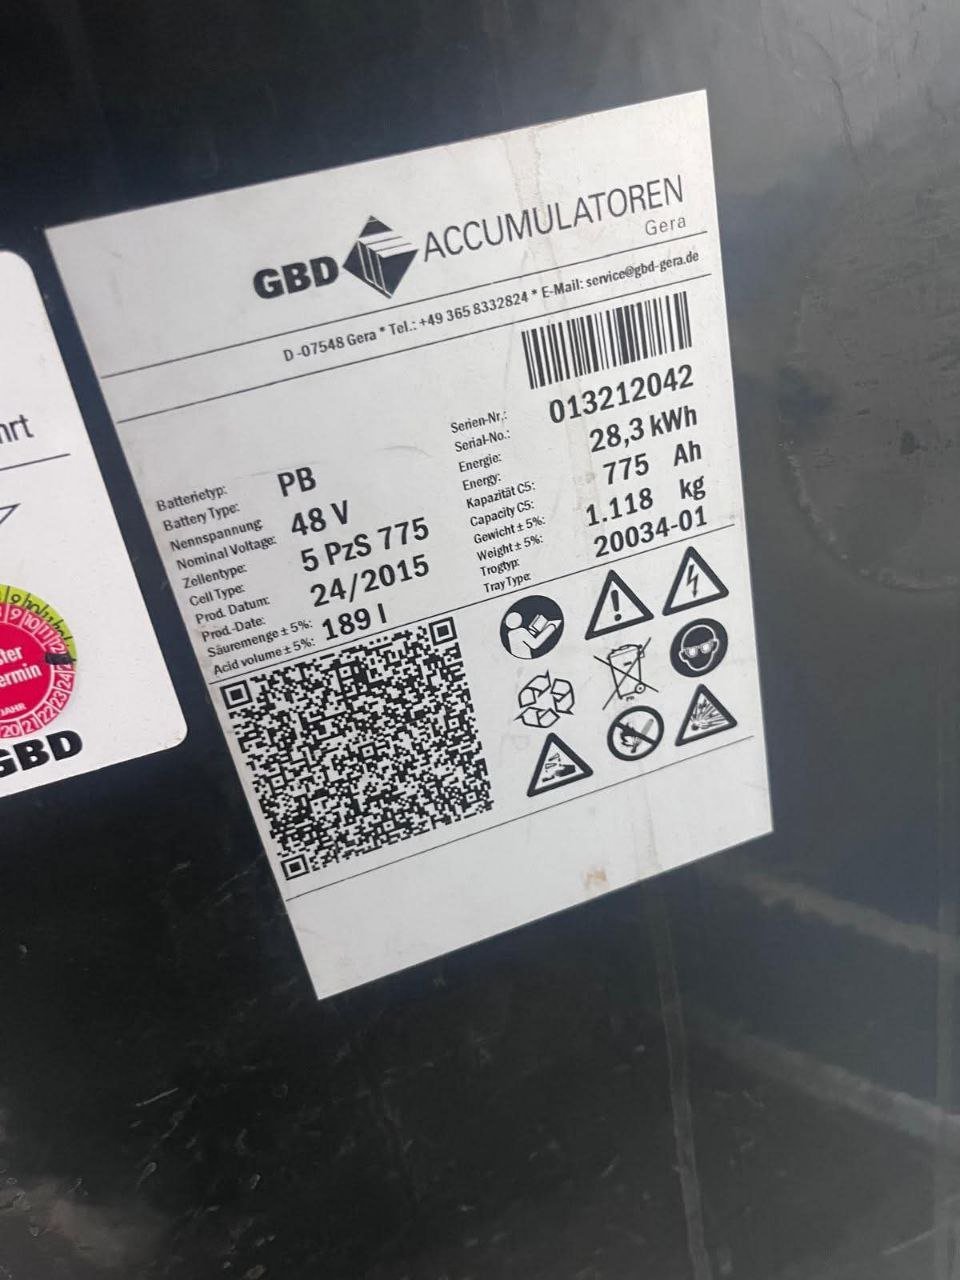 GBD ACCUMULATOREN
Gera
D-07548 Gera * Tel.: +49 365 8332824 * E-Mail: service@gbd-gera.de
Batterietyp:
Battery Type: PB
Nennspannung:
Nominal Voltage: 48 V
Zellentype:
Cell Type: 5 PzS 775
Prod. Datum:
Prod.-Date: 24/2015
Säuremenge ± 5%:
Acid volume ± 5%: 189 l
Serien-Nr.:
Serial-No.: 013212042
Energie:
Energy: 28,3 kWh
Kapazität C5:
Capacity C5: 775 Ah
Gewicht ± 5%:
Weight ± 5%: 1.118 kg
Trogtyp:
Tray Type: 20034-01
JAHR
GBD